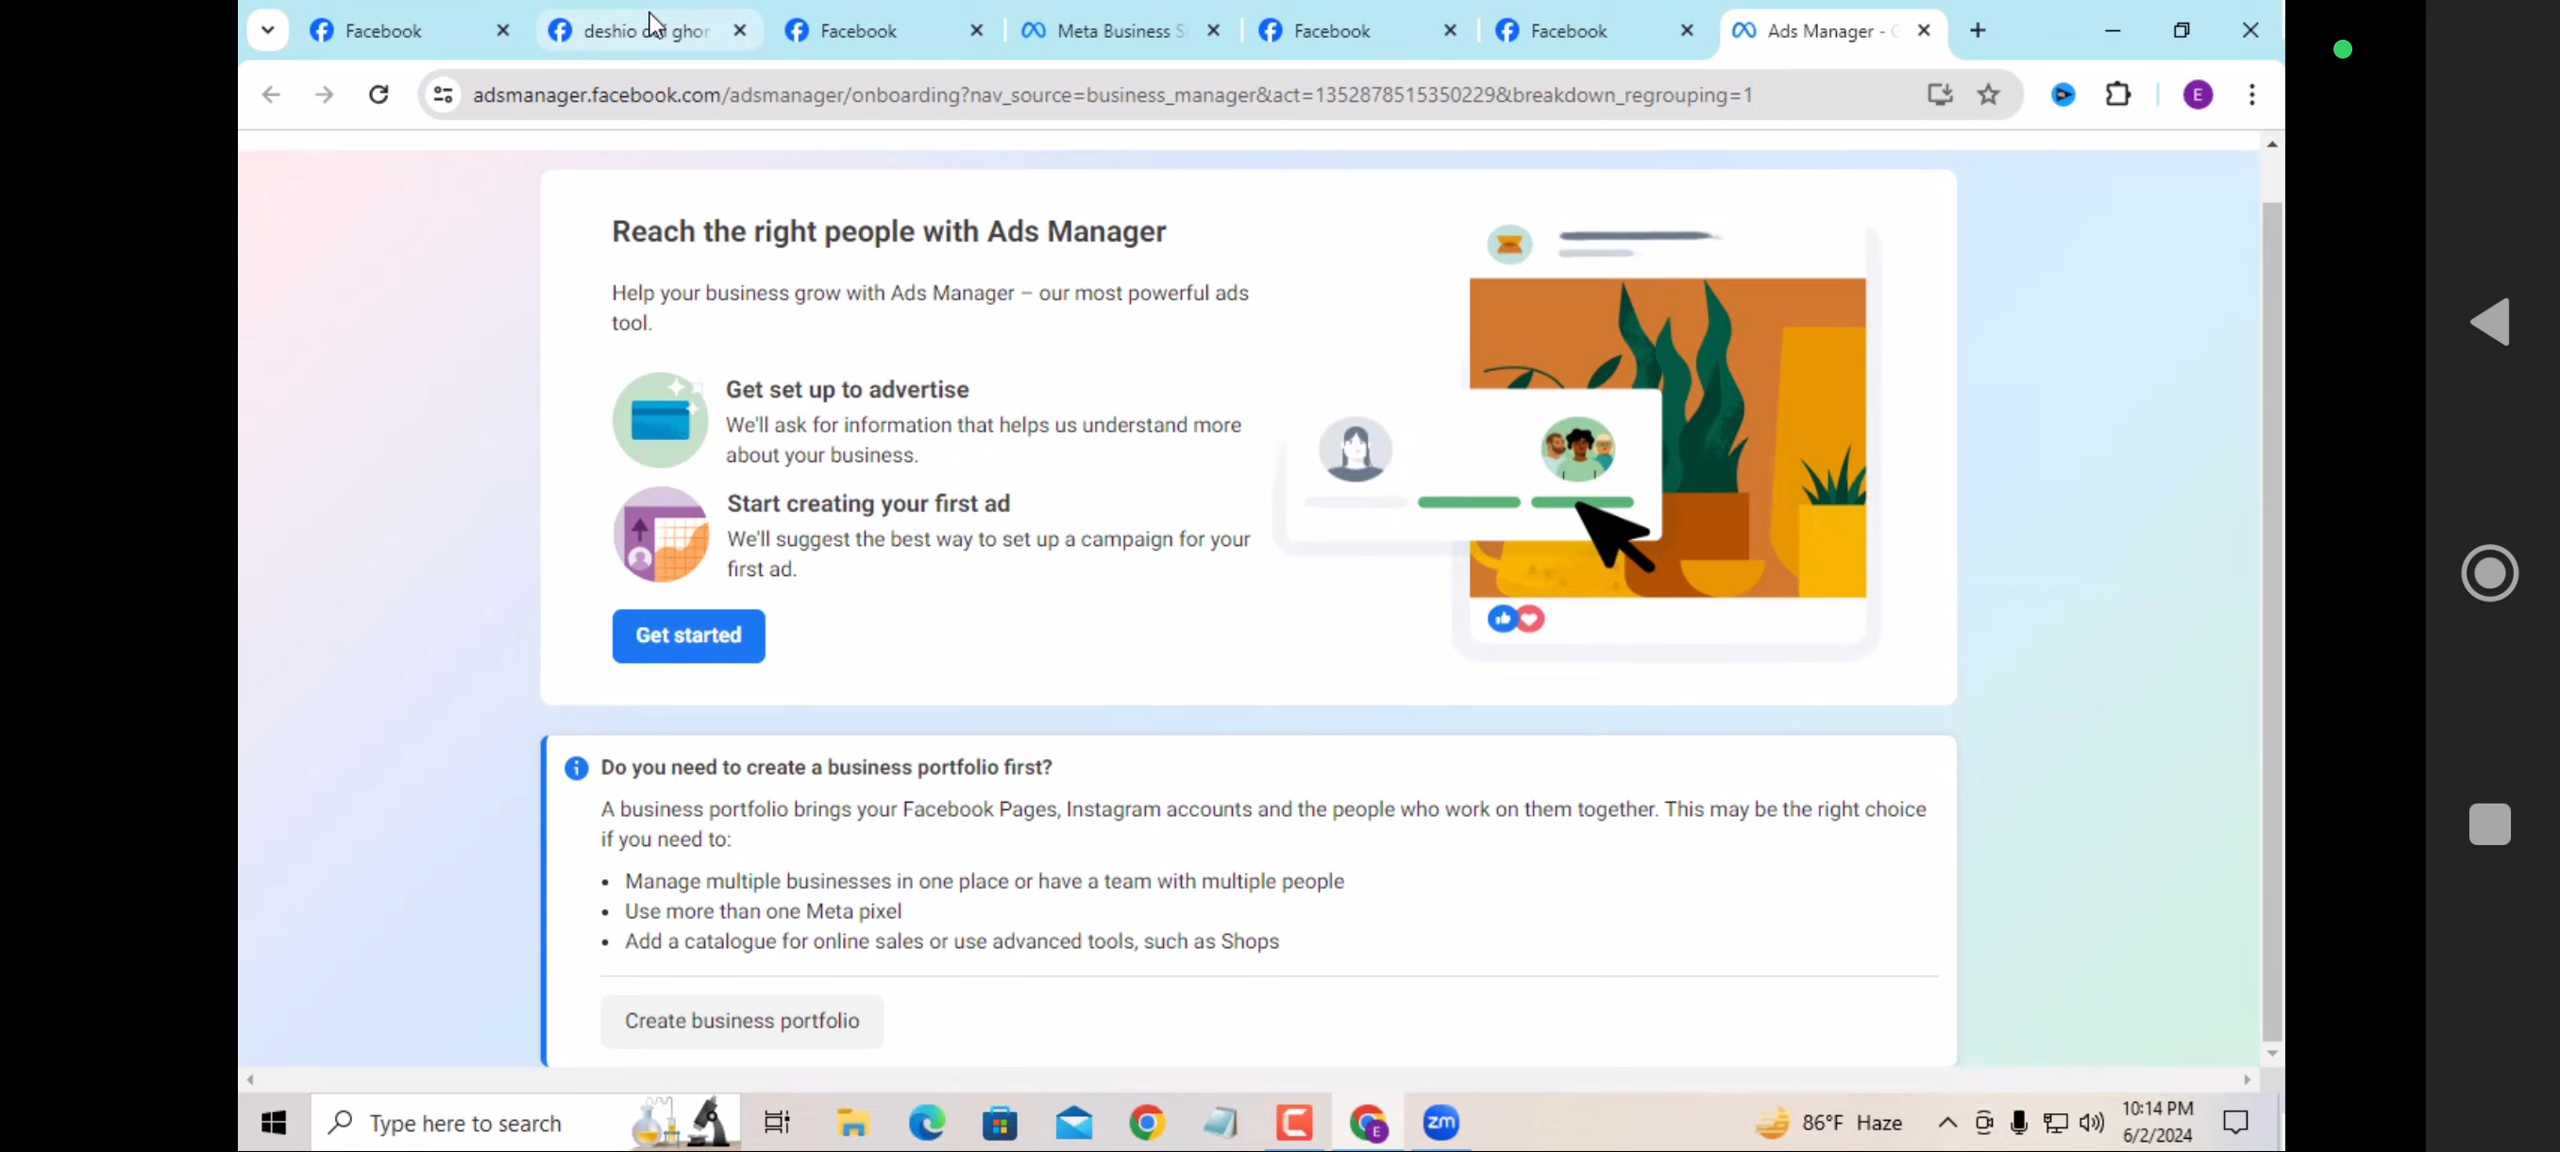 Facebook
deshio
ghor
Facebook
Meta Business S
Facebook
Facebook
Ads Manager -
adsmanager.facebook.com/adsmanager/onboarding?nav_source=business_manager&act=1352878515350229&breakdown_regrouping=1
E
Reach the right people with Ads Manager
Help your business grow with Ads Manager – our most powerful ads
tool.
Get set up to advertise
We'll ask for information that helps us understand more
about your business.
Start creating your first ad
We'll suggest the best way to set up a campaign for your
first ad.
Get started
Do you need to create a business portfolio first?
A business portfolio brings your Facebook Pages, Instagram accounts and the people who work on them together. This may be the right choice
if you need to:
• Manage multiple businesses in one place or have a team with multiple people
• Use more than one Meta pixel
• Add a catalogue for online sales or use advanced tools, such as Shops
Create business portfolio
Type here to search
E
zm
86°F Haze
10:14 PM
6/2/2024